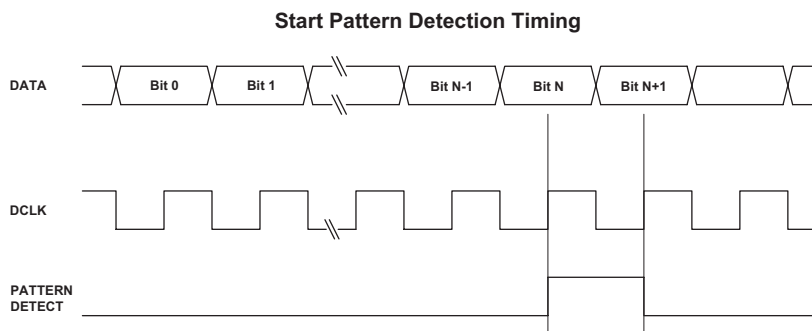 Start Pattern Detection Timing
DATA
Bit 0
Bit 1
Bit N-1
Bit N
Bit N+1
DCLK
PATTERN
DETECT